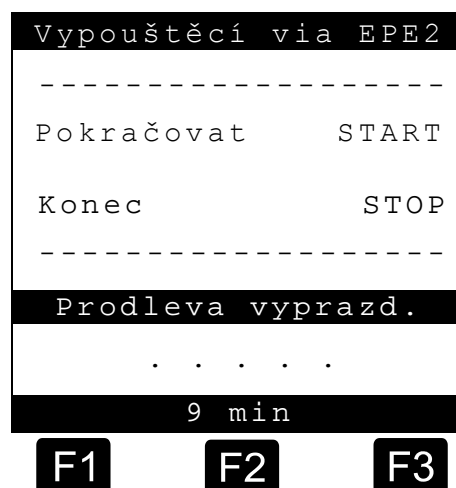 Vypouštěcí via EPE2
-------------------
Pokračovat START
Konec STOP
-------------------
Prodleva vyprazd.
. . . . .
9 min
F1 F2 F3